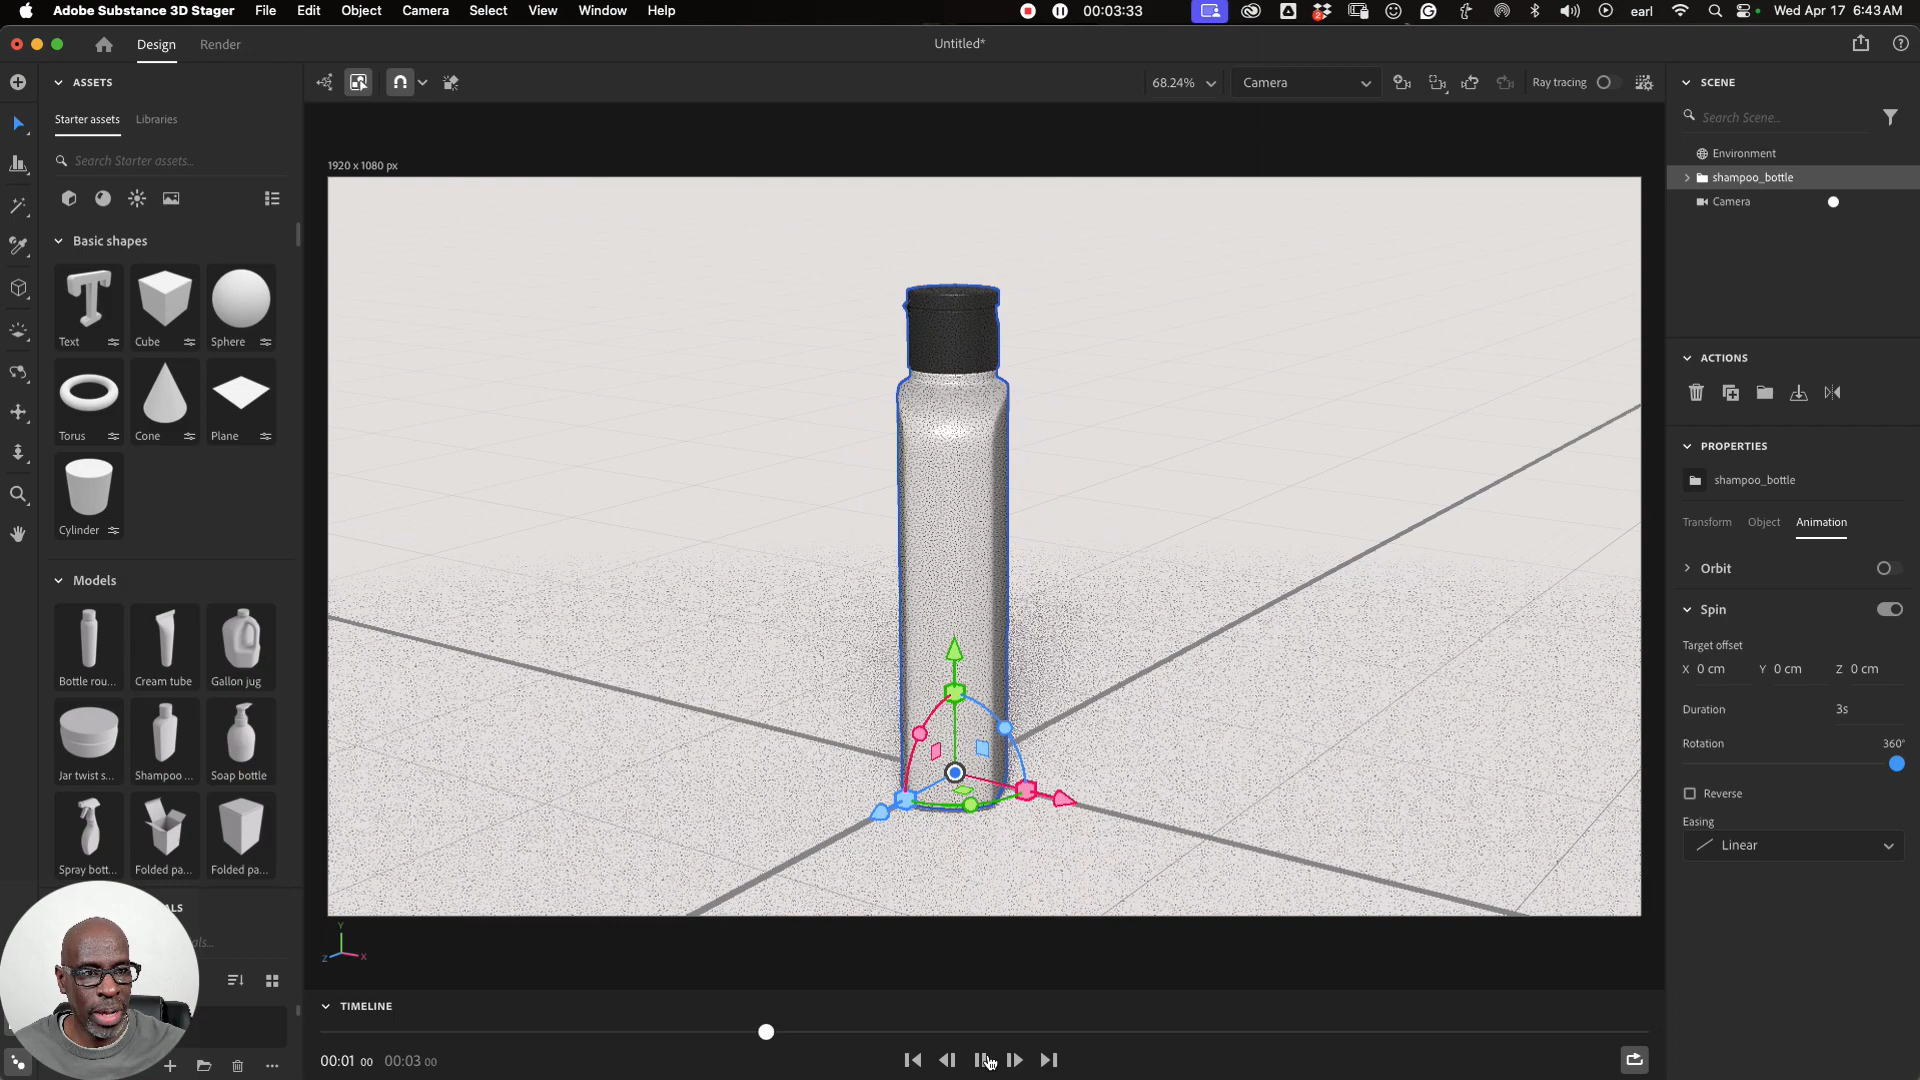 Adobe Substance 3D Stager File Edit Object Camera Select View Window Help
00:03:33
earl
Wed Apr 17 6:43 AM
Design Render
Untitled*
ASSETS
Starter assets Libraries
Search Starter assets...
Basic shapes
Text Cube Sphere
Torus Cone Plane
Cylinder
Models
Bottle rou... Cream tube Gallon jug
Jar twist s... Shampoo ... Soap bottle
Spray bott... Folded pa... Folded pa...
68.24% Camera Ray tracing
1920 x 1080 px
Y
Z X
TIMELINE
00:01 00 00:03 00
SCENE
Search Scene...
Environment
shampoo_bottle
Camera
ACTIONS
PROPERTIES
shampoo_bottle
Transform Object Animation
Orbit
Spin
Target offset
X 0 cm Y 0 cm Z 0 cm
Duration 3s
Rotation 360°
Reverse
Easing
Linear